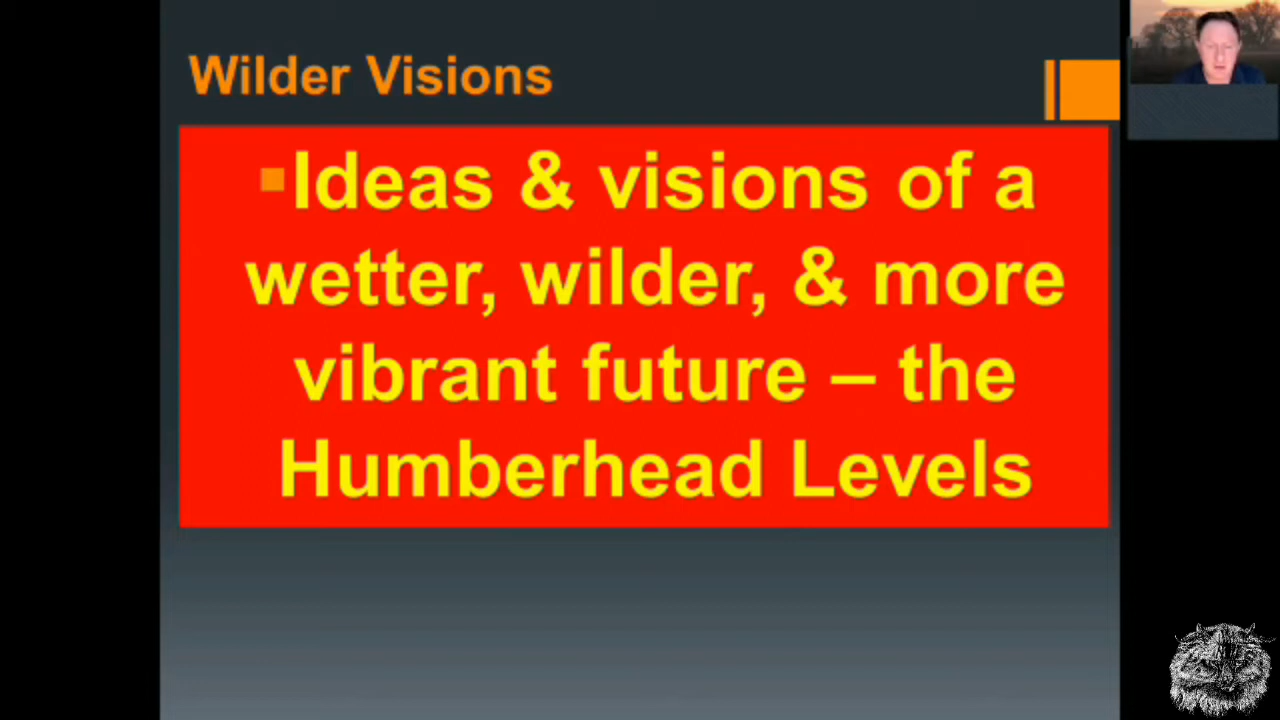 Wilder Visions
Ideas & visions of a
wetter, wilder, & more
vibrant future – the
Humberhead Levels